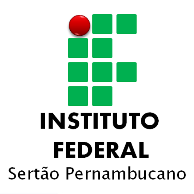 INSTITUTO
FEDERAL
Sertão Pernambucano